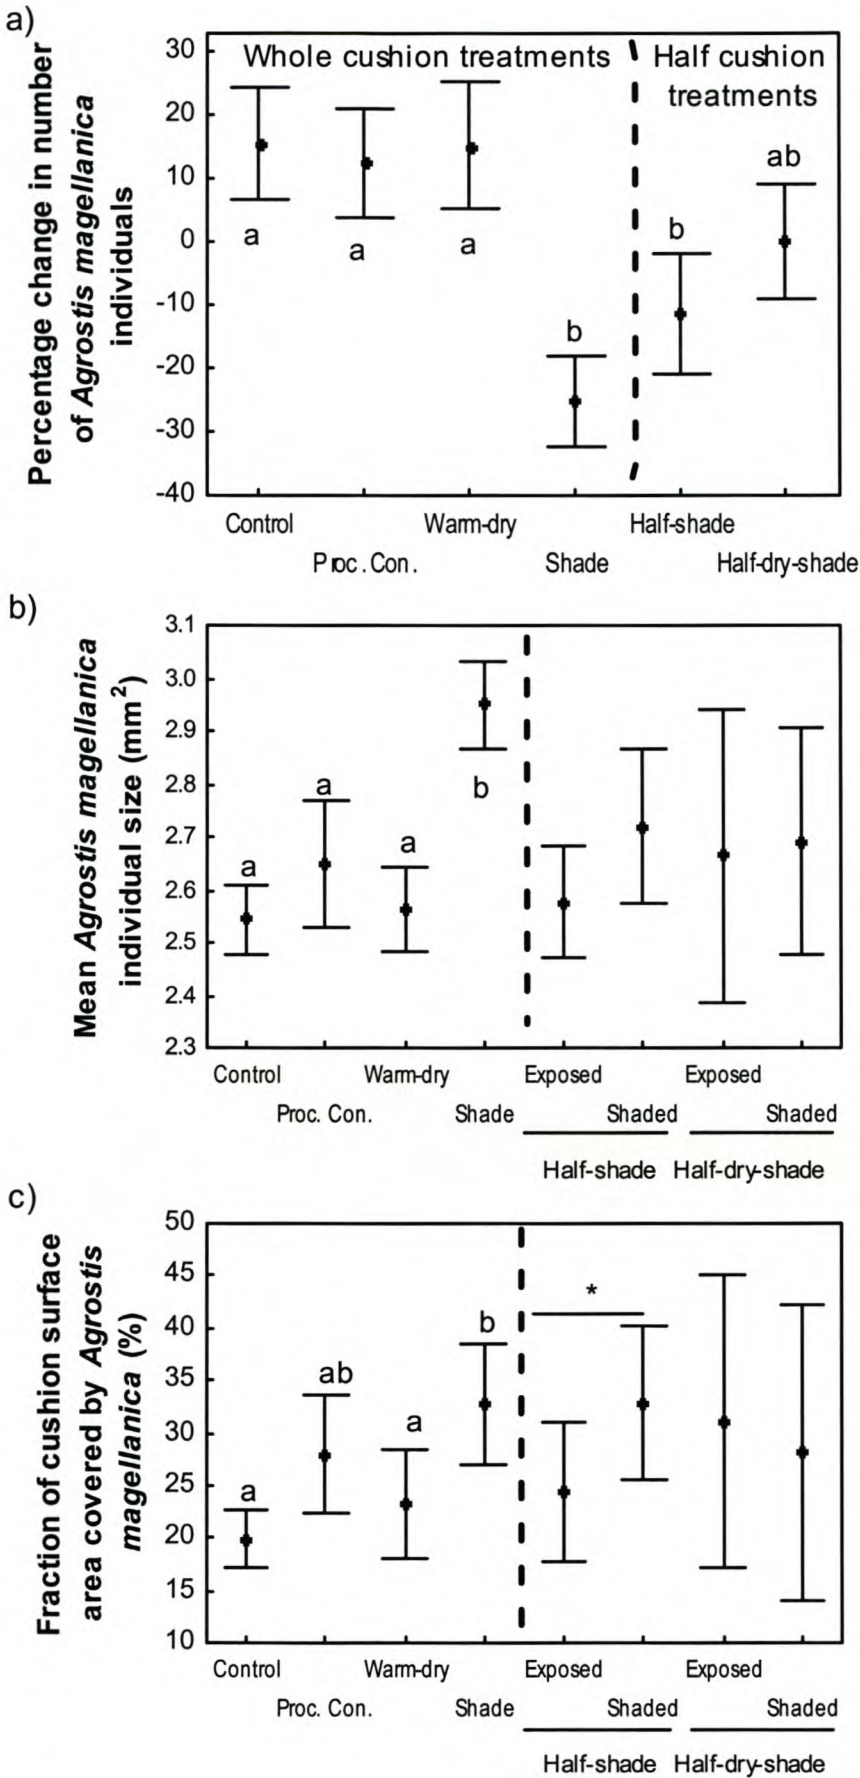 a)
Percentage change in number
of Agrostis magellanica
individuals
30
20
10
0
-10
-20
-30
-40
Whole cushion treatments
Half cushion
treatments
a
a
a
b
b
ab
Control
Warm-dry
Half-shade
Proc. Con.
Shade
Half-dry-shade
b)
Mean Agrostis magellanica
individual size (mm²)
3.1
3.0
2.9
2.8
2.7
2.6
2.5
2.4
2.3
a
a
a
b
Control
Warm-dry
Exposed
Exposed
Proc. Con.
Shade
Shaded
Shaded
Half-shade
Half-dry-shade
c)
Fraction of cushion surface
area covered by Agrostis
magellanica (%)
50
45
40
35
30
25
20
15
10
a
ab
a
b
*
Control
Warm-dry
Exposed
Exposed
Proc. Con.
Shade
Shaded
Shaded
Half-shade
Half-dry-shade